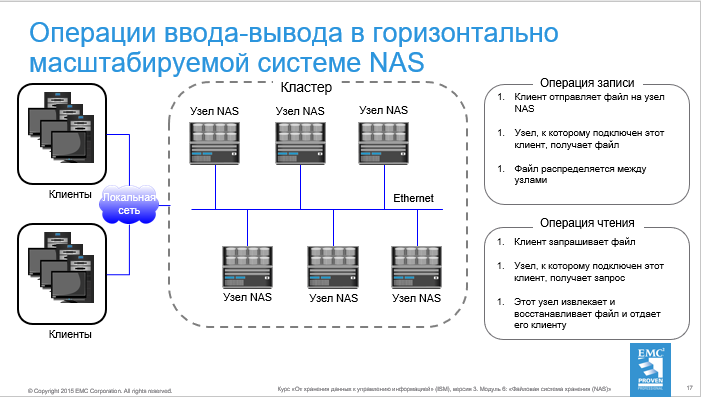 Операции ввода-вывода в горизонтально
масштабируемой системе NAS
Кластер
Узел NAS
Узел NAS
Узел NAS
Клиенты
Локальная
сеть
Ethernet
Узел NAS
Узел NAS
Узел NAS
Клиенты
Операция записи
1. Клиент отправляет файл на узел
NAS
1. Узел, к которому подключен этот
клиент, получает файл
1. Файл распределяется между
узлами
Операция чтения
1. Клиент запрашивает файл
1. Узел, к которому подключен этот
клиент, получает запрос
1. Этот узел извлекает и
восстанавливает файл и отдает
его клиенту
EMC²
PROVEN
PROFESSIONAL
© Copyright 2015 EMC Corporation. All rights reserved.
Курс «От хранения данных к управлению информацией» (ISM), версия 3. Модуль 6: «Файловая система хранения (NAS)»
17